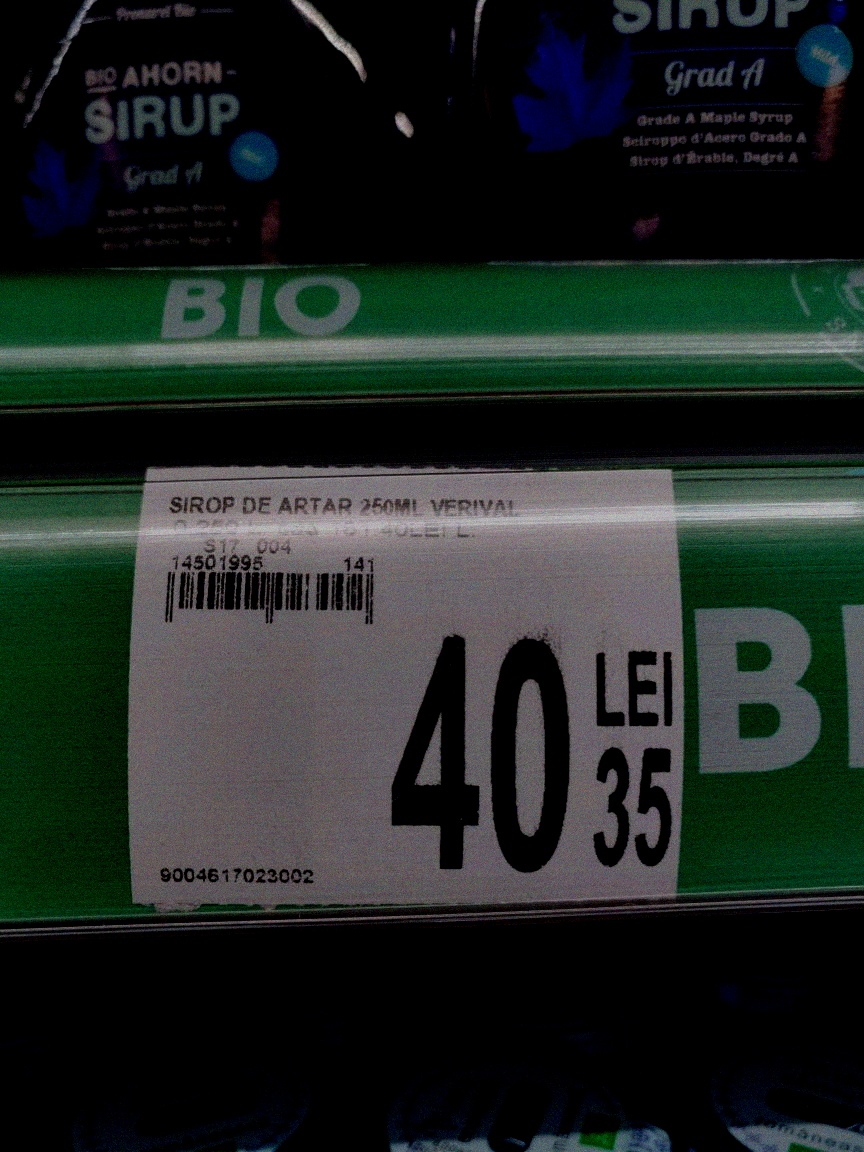 BIO AHORN-
SIRUP
Grad A
SIRUP
Mild
Grad A
Grade A Maple Syrup
Sciroppo d'Acero Grado A
Sirop d'Érable, Degré A
BIO
SIROP DE ARTAR 250ML VERIVAL
S17 004
14501995 141
40 LEI 35
9004617023002
BI